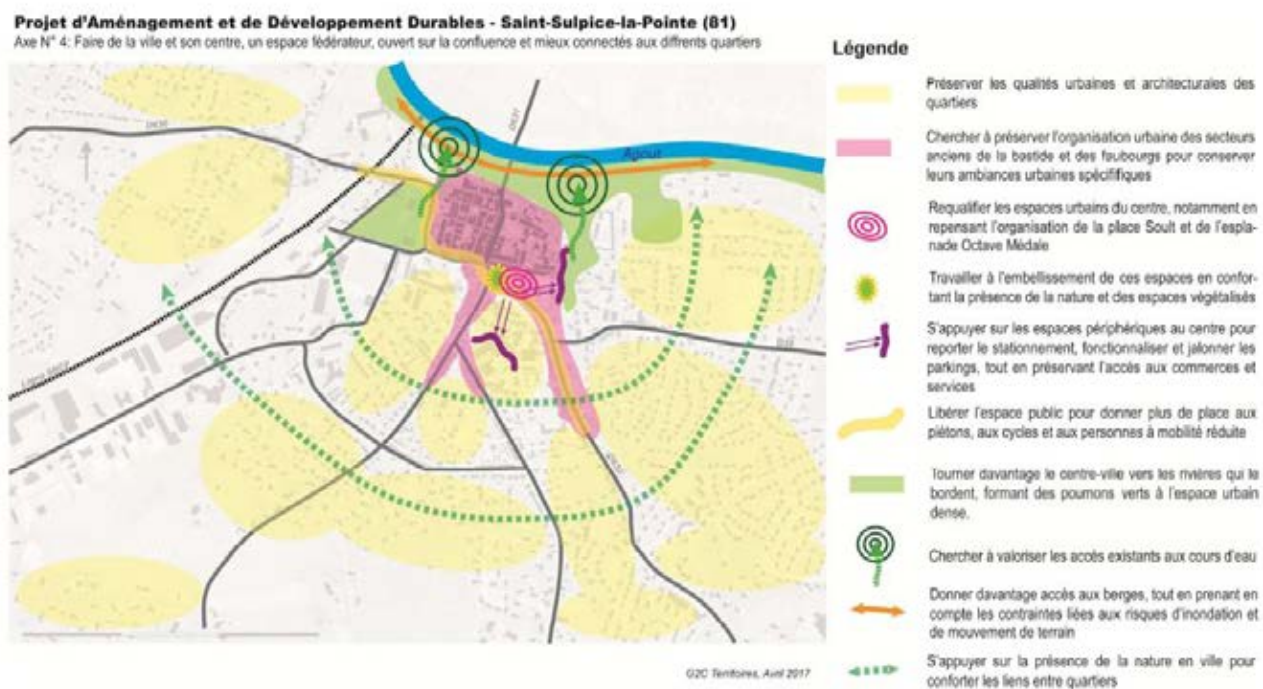 Projet d'Aménagement et de Développement Durables - Saint-Sulpice-la-Pointe (81)
Axe N° 4: Faire de la ville et son centre, un espace fédérateur, ouvert sur la confluence et mieux connectés aux diffrents quartiers
Légende
Préserver les qualités urbaines et architecturales des
quartiers
Chercher à préserver l'organisation urbaine des secteurs
anciens de la bastide et des faubourgs pour conserver
leurs ambiances urbaines spécififiques
Requalifier les espaces urbains du centre, notamment en
repensant l'organisation de la place Soult et de l'espla-
nade Octave Médale
Travailler à l'embellissement de ces espaces en confor-
tant la présence de la nature et des espaces végétalisés
S'appuyer sur les espaces périphériques au centre pour
reporter le stationnement, fonctionnaliser et jalonner les
parkings, tout en préservant l'accès aux commerces et
services
Libérer l'espace public pour donner plus de place aux
piétons, aux cycles et aux personnes à mobilité réduite
Tourner davantage le centre-ville vers les rivières qui le
bordent, formant des poumons verts à l'espace urbain
dense.
Chercher à valoriser les accès existants aux cours d'eau
Donner davantage accès aux berges, tout en prenant en
compte les contraintes liées aux risques d'inondation et
de mouvement de terrain
S'appuyer sur la présence de la nature en ville pour
conforter les liens entre quartiers
Agout
G2C Territoires, Avril 2017